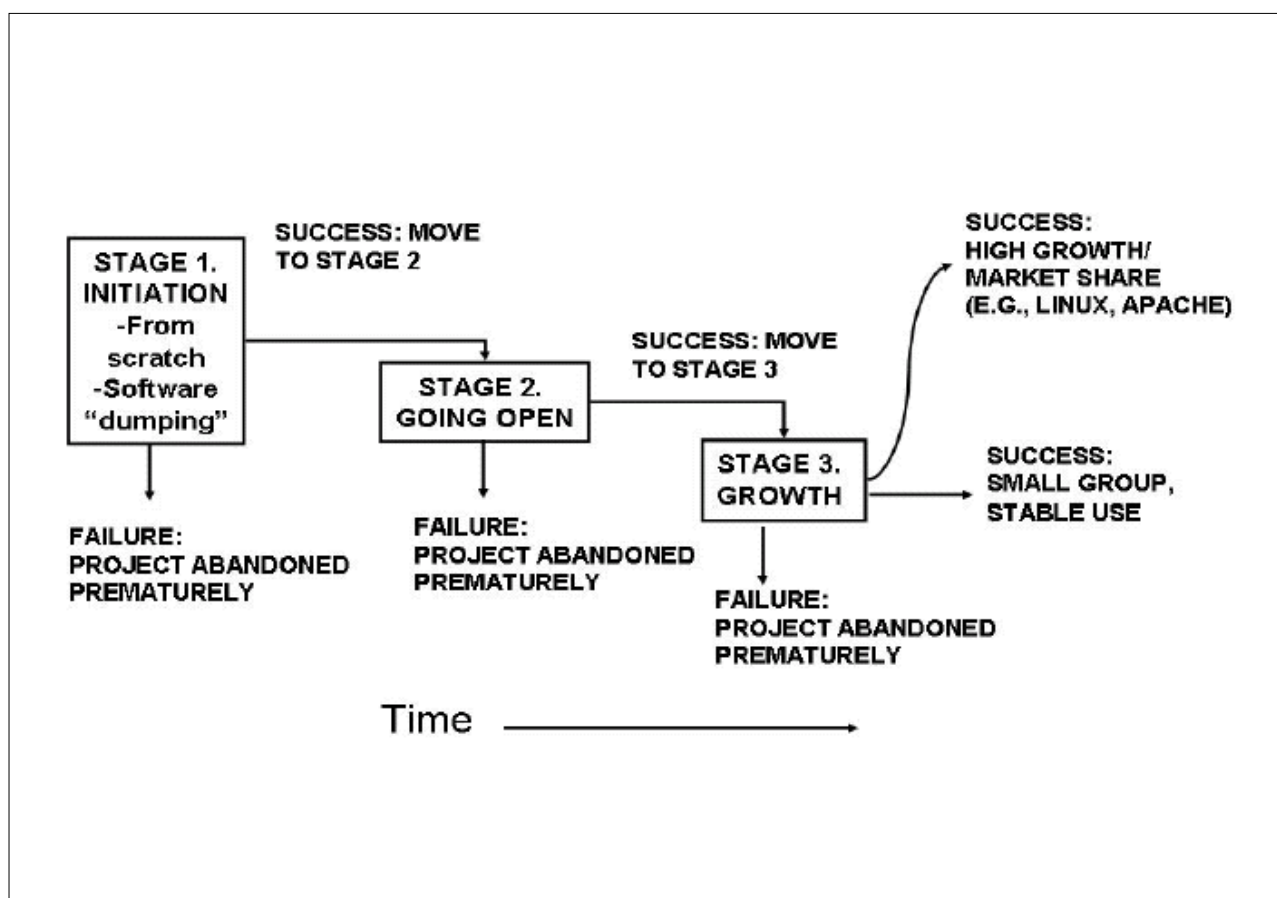 STAGE 1.
INITIATION
-From
scratch
-Software
“dumping”
SUCCESS: MOVE
TO STAGE 2
FAILURE:
PROJECT ABANDONED
PREMATURELY
STAGE 2.
GOING OPEN
SUCCESS: MOVE
TO STAGE 3
FAILURE:
PROJECT ABANDONED
PREMATURELY
STAGE 3.
GROWTH
SUCCESS:
HIGH GROWTH/
MARKET SHARE
(E.G., LINUX, APACHE)
SUCCESS:
SMALL GROUP,
STABLE USE
FAILURE:
PROJECT ABANDONED
PREMATURELY
Time